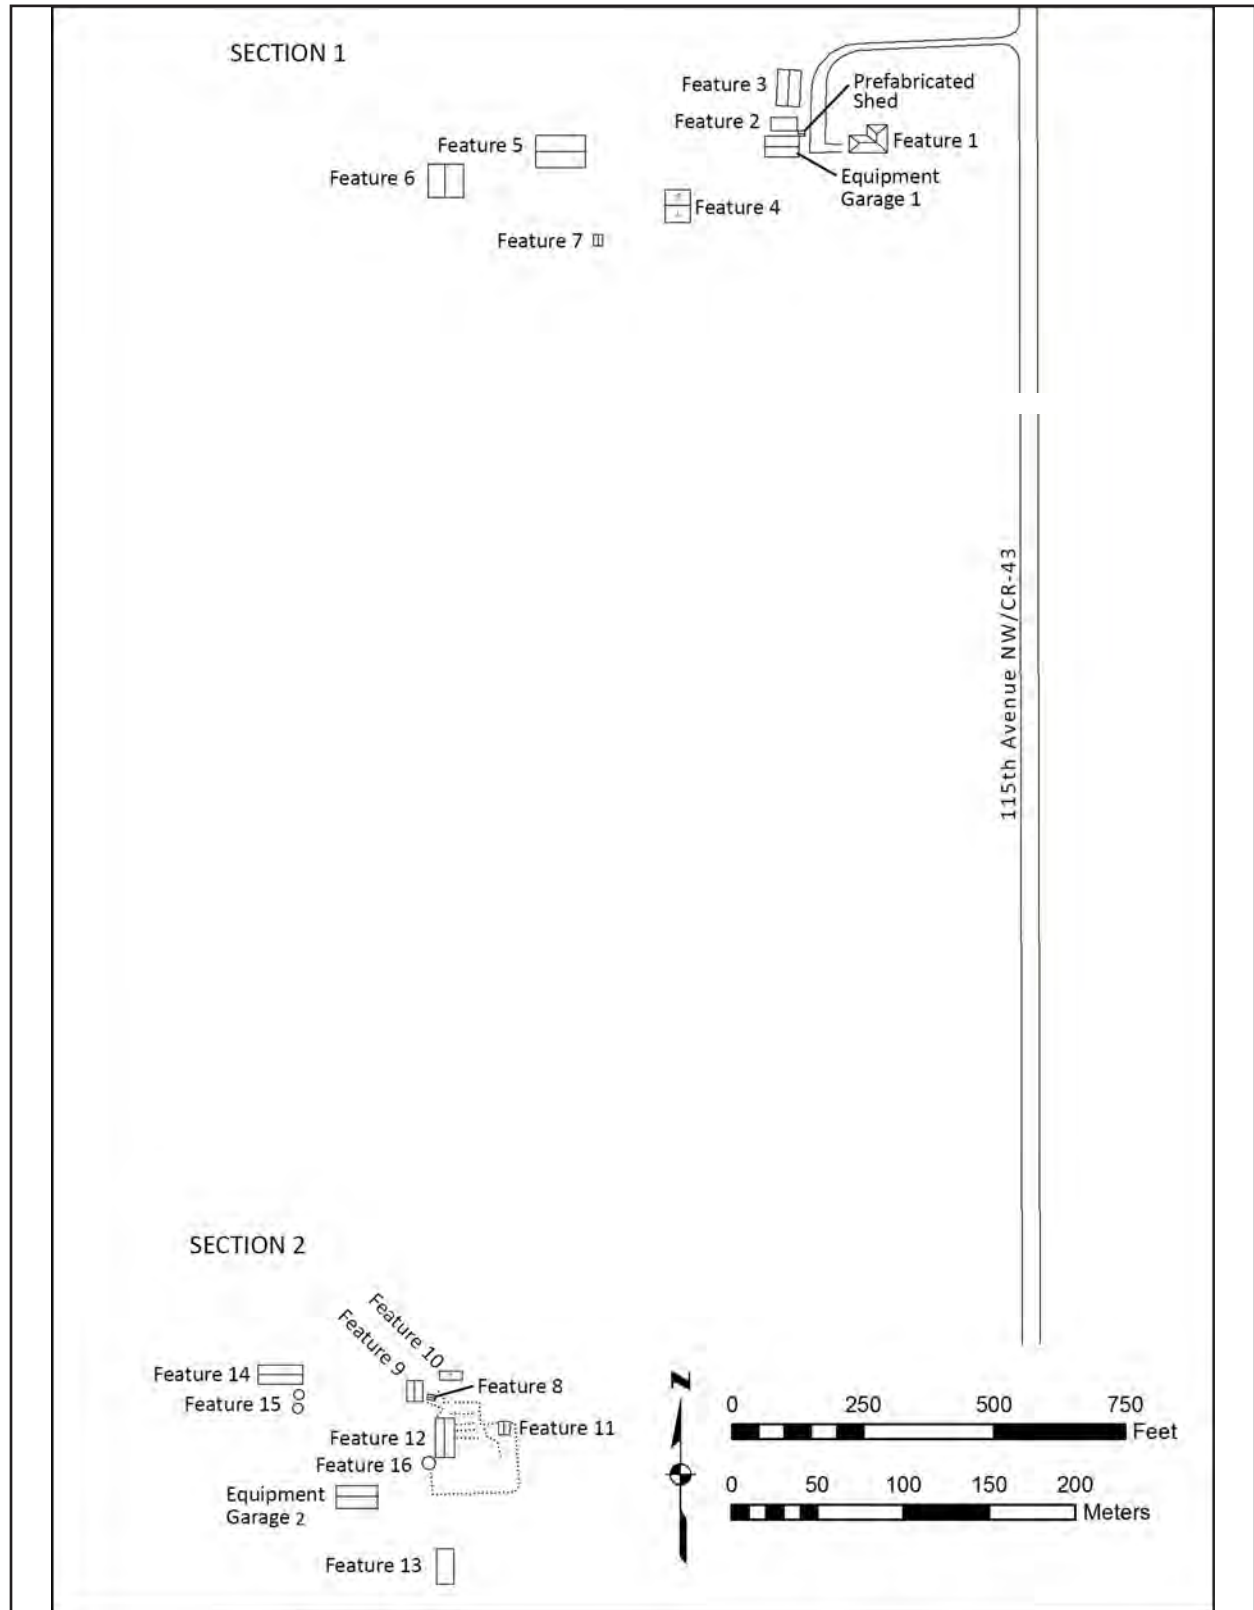 SECTION 1
Feature 3
Prefabricated
Shed
Feature 2
Feature 1
Feature 5
Feature 6
Equipment
Garage 1
Feature 4
Feature 7
115th Avenue NW/CR-43
SECTION 2
Feature 10
Feature 9
Feature 14
Feature 8
Feature 15
Feature 11
Feature 12
Feature 16
Equipment
Garage 2
Feature 13
N
0 250 500 750
Feet
0 50 100 150 200
Meters